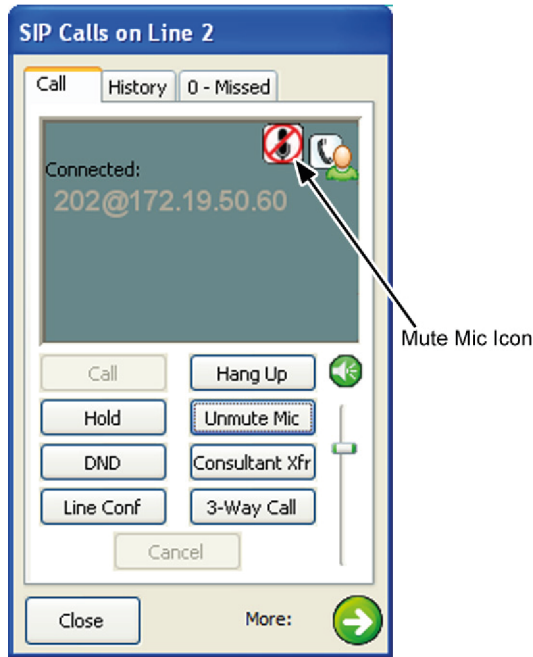 SIP Calls on Line 2
Call History 0 - Missed
Connected:
202@172.19.50.60
Mute Mic Icon
Call Hang Up
Hold Unmute Mic
DND Consultant Xfr
Line Conf 3-Way Call
Cancel
Close More: